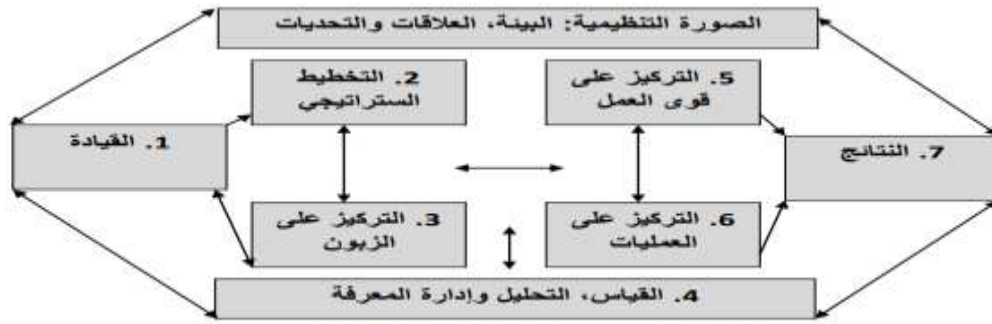 الصورة التنظيمية: البيئة، العلاقات والتحديات
5. التركيز على
قوى العمل
2. التخطيط
الستراتيجي
7. النتائج
1. القيادة
6. التركيز على
العمليات
3. التركيز على
الزبون
4. القياس، التحليل وإدارة المعرفة